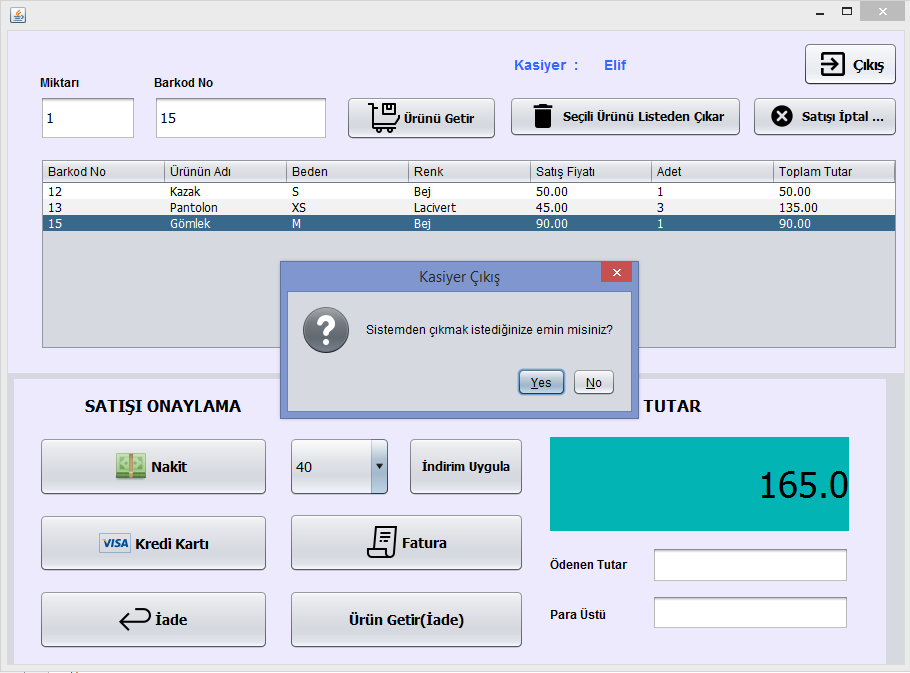 Kasiyer : Elif
Çıkış
Miktarı
Barkod No
1
15
Ürünü Getir
Seçili Ürünü Listeden Çıkar
Satışı İptal ...
Barkod No Ürünün Adı Beden Renk Satış Fiyatı Adet Toplam Tutar
12 Kazak S Bej 50.00 1 50.00
13 Pantolon XS Lacivert 45.00 3 135.00
15 Gömlek M Bej 90.00 1 90.00
Kasiyer Çıkış
Sistemden çıkmak istediğinize emin misiniz?
Yes
No
SATIŞI ONAYLAMA
TUTAR
Nakit
40
İndirim Uygula
165.0
VISA Kredi Kartı
Fatura
Ödenen Tutar
İade
Ürün Getir(İade)
Para Üstü